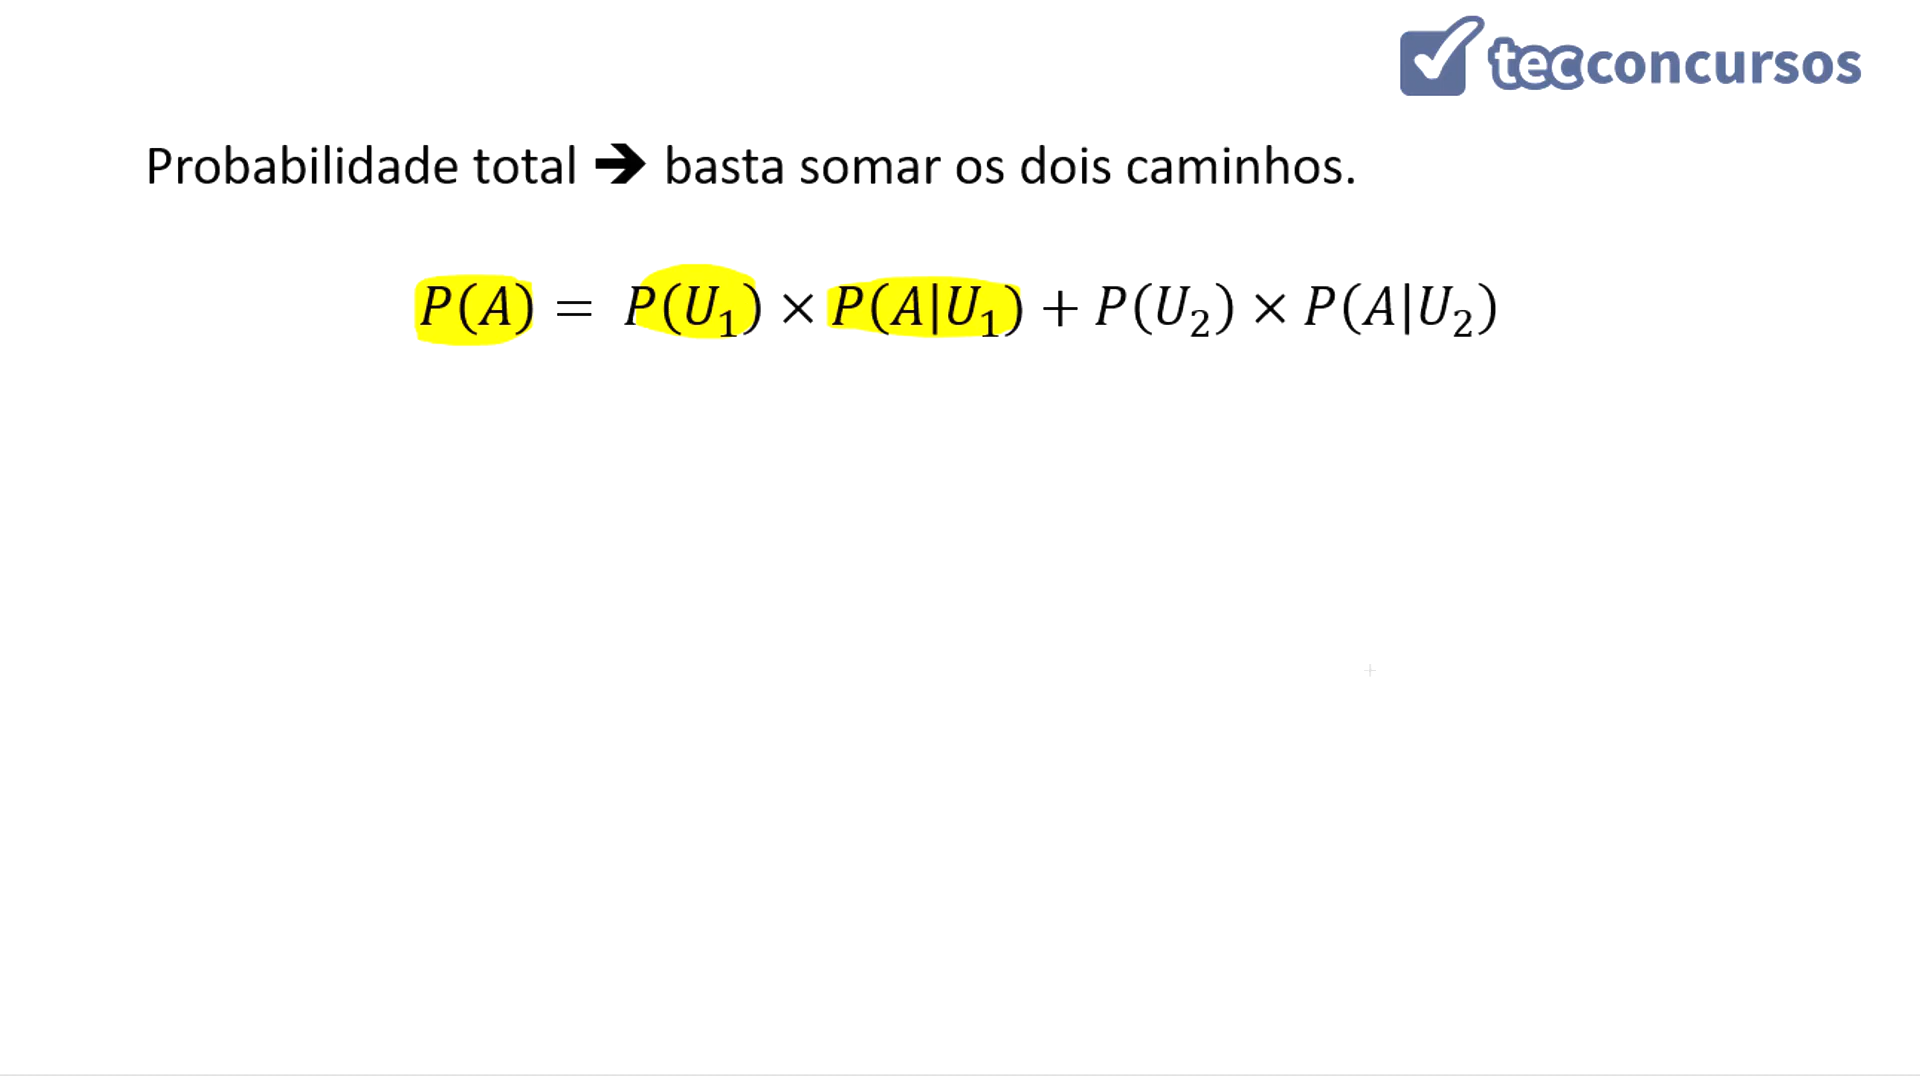 tecconcursos
Probabilidade total ➔ basta somar os dois caminhos.
P(A) = P(U₁) × P(A|U₁) + P(U₂) × P(A|U₂)